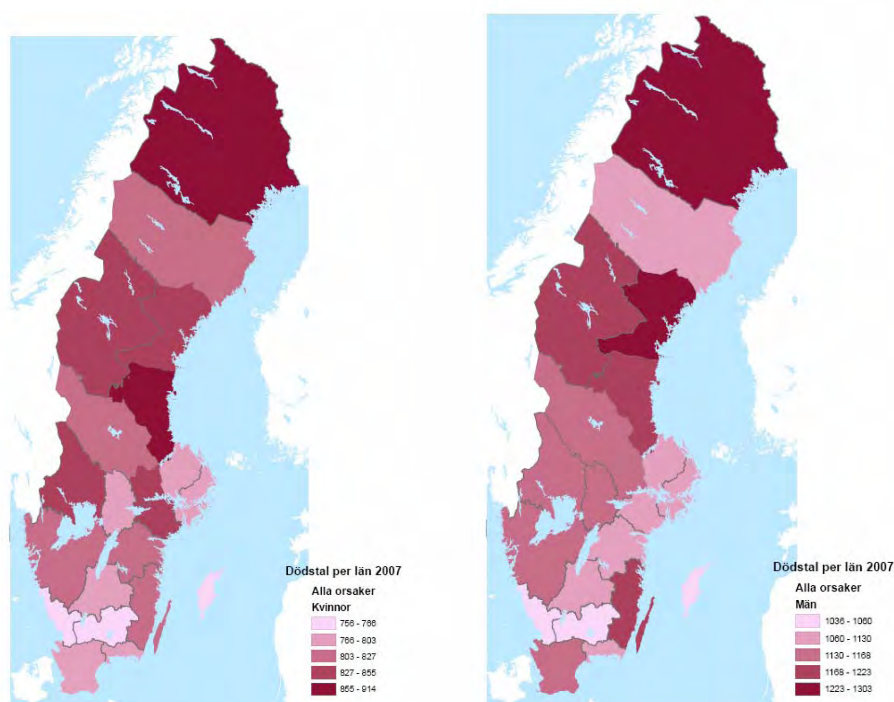 Dödstal per län 2007
Alla orsaker
Kvinnor
756 - 766
766 - 803
803 - 827
827 - 855
855 - 914
Dödstal per län 2007
Alla orsaker
Män
1036 - 1060
1060 - 1130
1130 - 1168
1168 - 1223
1223 - 1303